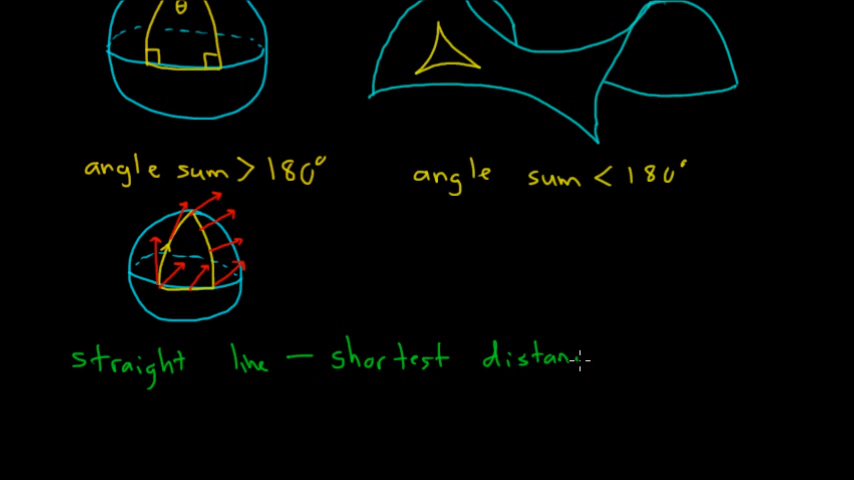 θ
angle sum > 180°
angle sum < 180°
straight line — shortest distan